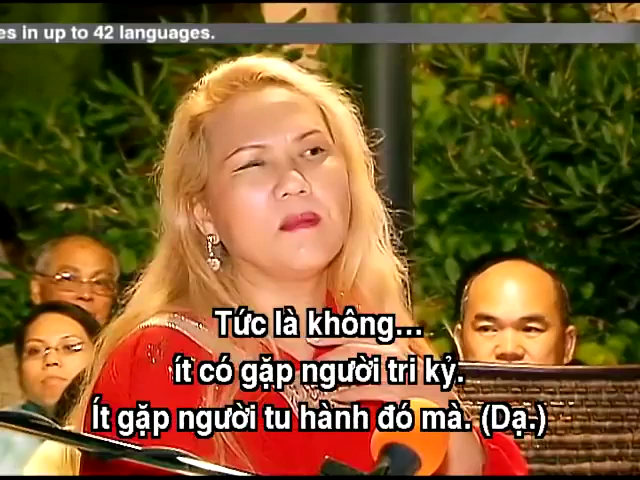 es in up to 42 languages.
Tức là không...
ít có gặp người tri kỷ.
Ít gặp người tu hành đó mà. (Dạ.)